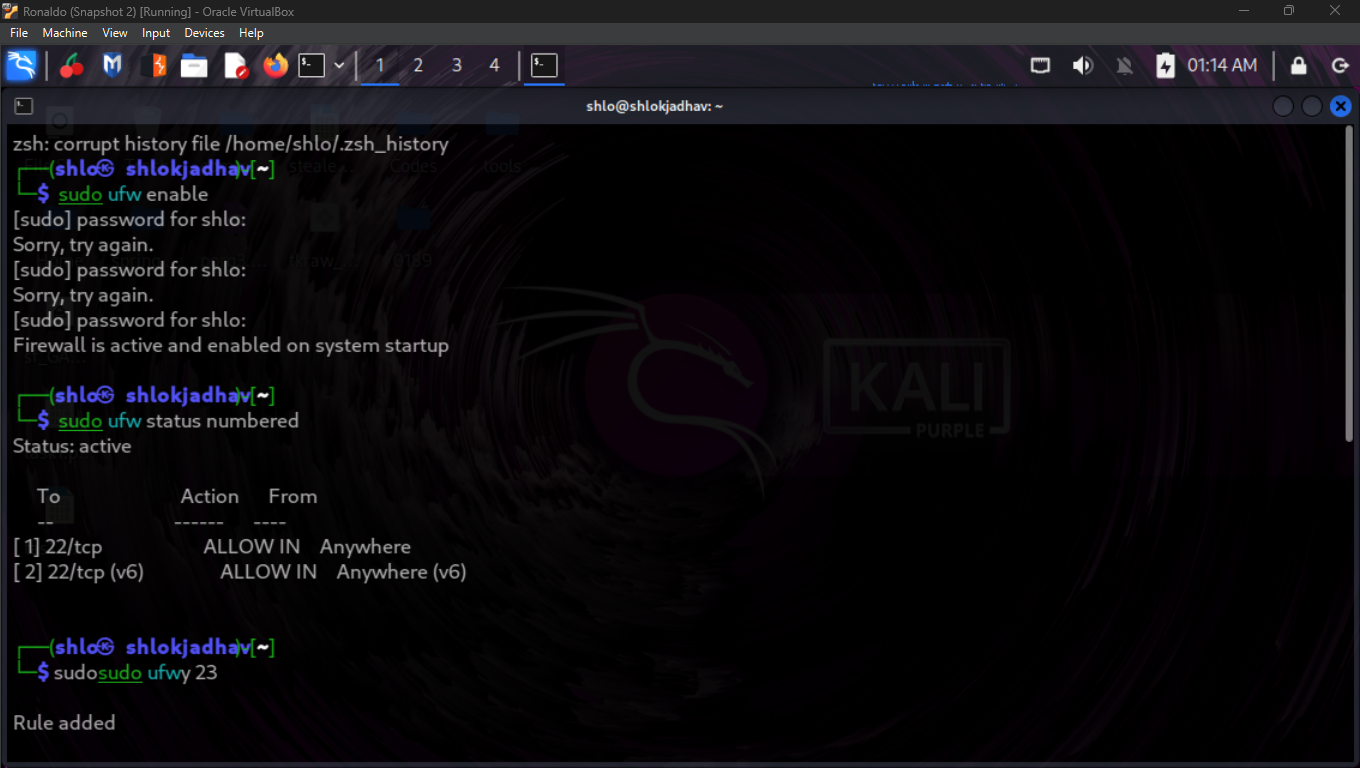 Ronaldo (Snapshot 2) [Running] - Oracle VirtualBox
File Machine View Input Devices Help
1 2 3 4 01:14 AM
shlo@shlokjadhav: ~
zsh: corrupt history file /home/shlo/.zsh_history
(shlo㉿ shlokjadhav)-[~]
$ sudo ufw enable
[sudo] password for shlo:
Sorry, try again.
[sudo] password for shlo:
Sorry, try again.
[sudo] password for shlo:
Firewall is active and enabled on system startup
(shlo㉿ shlokjadhav)-[~]
$ sudo ufw status numbered
Status: active
To Action From
-- ------ ----
[ 1] 22/tcp ALLOW IN Anywhere
[ 2] 22/tcp (v6) ALLOW IN Anywhere (v6)
(shlo㉿ shlokjadhav)-[~]
$ sudosudo ufwy 23
Rule added
KALI
PURPLE
Codes
tools